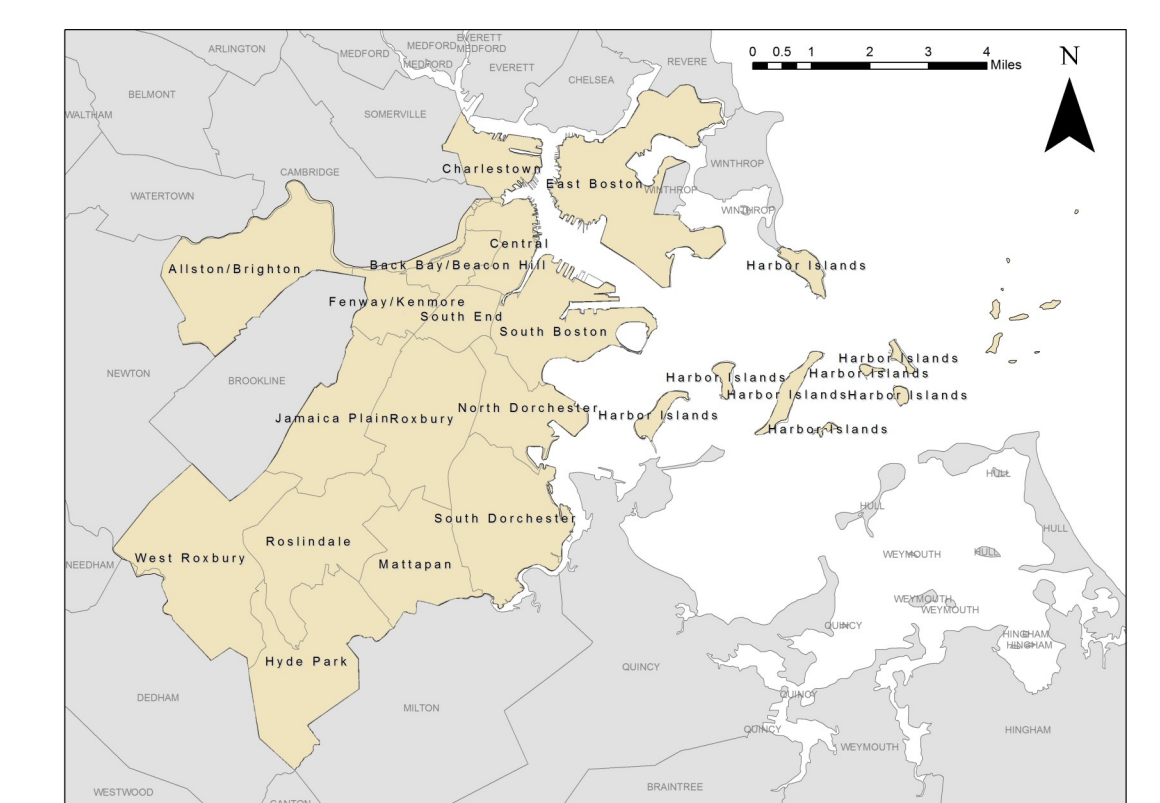 EVERETT
ARLINGTON
MEDFORD
MEDFORD
MEDFORD
MEDFORD
EVERETT
REVERE
CHELSEA
0 0.5 1 2 3 4
Miles
N
BELMONT
WALTHAM
SOMERVILLE
CAMBRIDGE
WATERTOWN
Charlestown
East Boston
WINTHROP
WINTHROP
WINTHROP
Central
Allston/Brighton
Back Bay/Beacon Hill
Harbor Islands
Fenway/Kenmore
South End
South Boston
NEWTON
BROOKLINE
Harbor Islands
Harbor Islands
Harbor Islands
Harbor Islands
Harbor Islands
Jamaica Plain
Roxbury
North Dorchester
Harbor Islands
Harbor Islands
HULL
HULL
HULL
South Dorchester
Roslindale
West Roxbury
Mattapan
NEEDHAM
WEYMOUTH
HULL
WEYMOUTH
WEYMOUTH
QUINCY
HINGHAM
HINGHAM
Hyde Park
QUINCY
DEDHAM
MILTON
QUINCY
QUINCY
WEYMOUTH
HINGHAM
WESTWOOD
CANTON
BRAINTREE